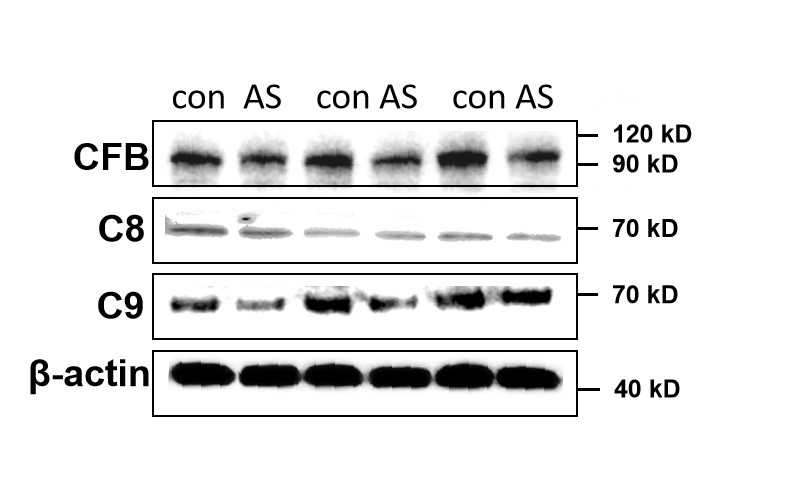 con AS con AS con AS
CFB 120 kD
90 kD
C8 70 kD
C9 70 kD
β-actin 40 kD